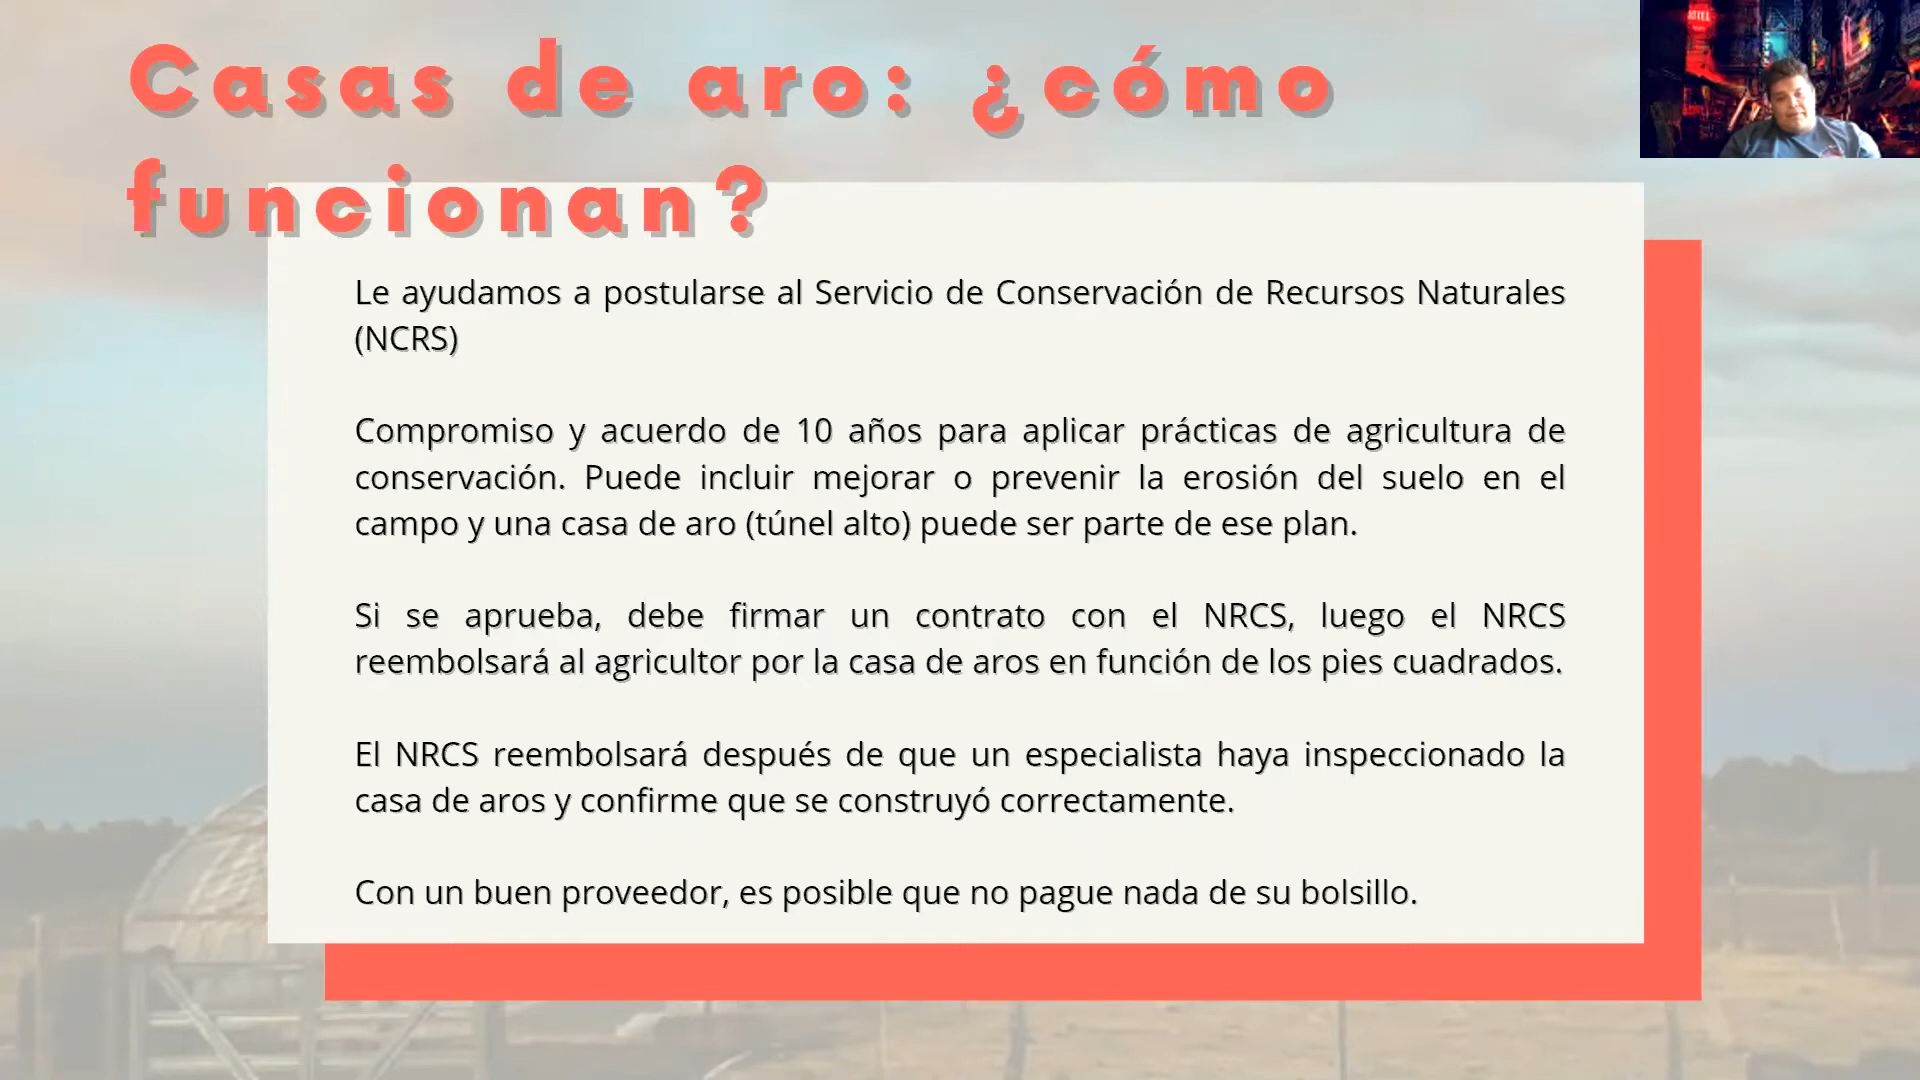 Casas de aro: ¿cómo
funcionan?
Le ayudamos a postularse al Servicio de Conservación de Recursos Naturales
(NCRS)
Compromiso y acuerdo de 10 años para aplicar prácticas de agricultura de
conservación. Puede incluir mejorar o prevenir la erosión del suelo en el
campo y una casa de aro (túnel alto) puede ser parte de ese plan.
Si se aprueba, debe firmar un contrato con el NRCS, luego el NRCS
reembolsará al agricultor por la casa de aros en función de los pies cuadrados.
El NRCS reembolsará después de que un especialista haya inspeccionado la
casa de aros y confirme que se construyó correctamente.
Con un buen proveedor, es posible que no pague nada de su bolsillo.
HOTEL